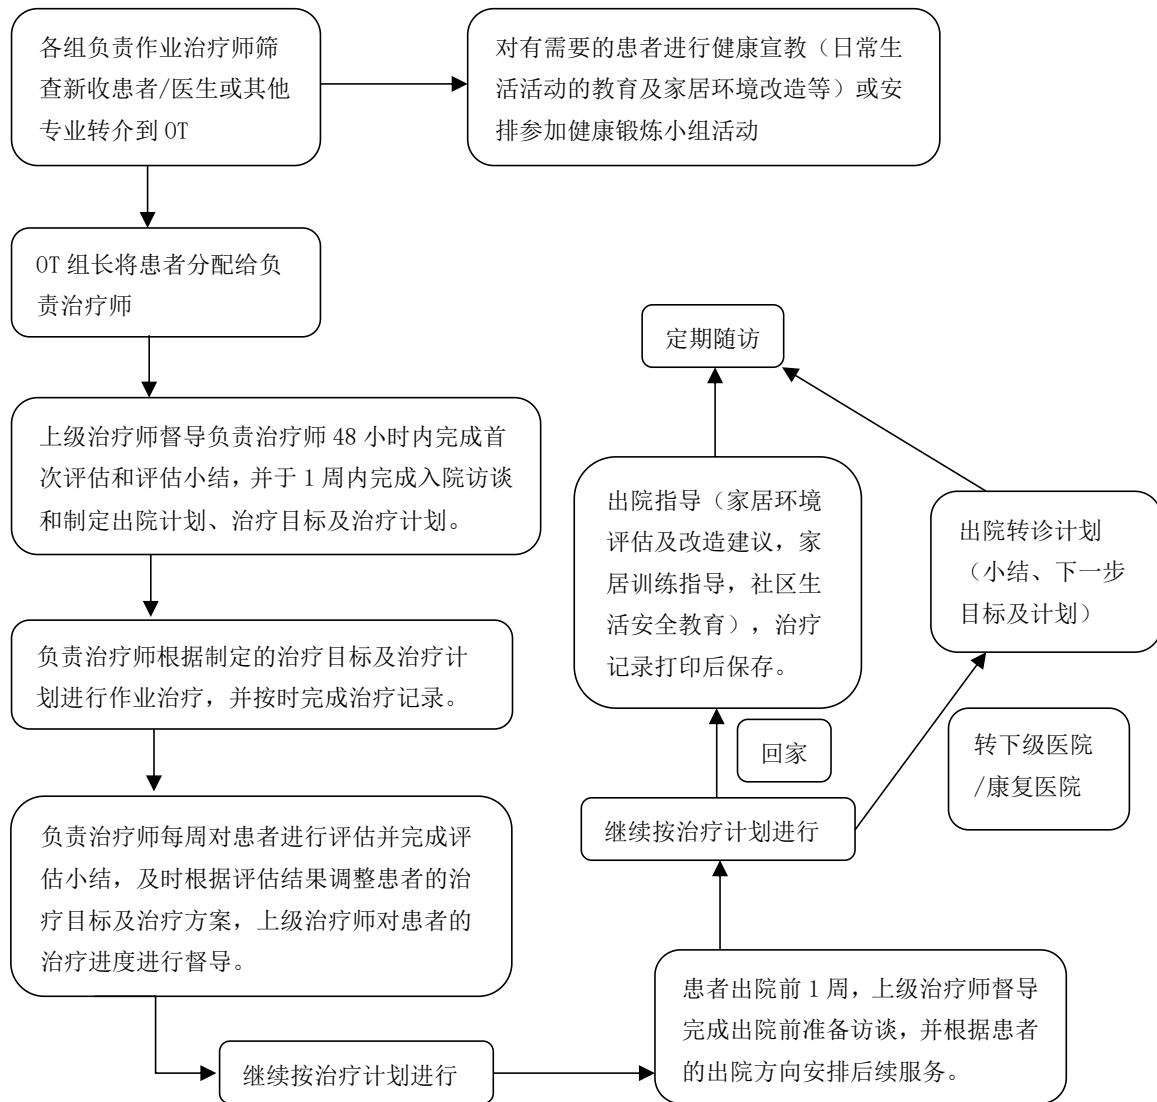 各组负责作业治疗师筛
查新收患者/医生或其他
专业转介到 OT
对有需要的患者进行健康宣教（日常生
活活动的教育及家居环境改造等）或安
排参加健康锻炼小组活动
OT 组长将患者分配给负
责治疗师
上级治疗师督导负责治疗师 48 小时内完成首
次评估和评估小结，并于 1 周内完成入院访谈
和制定出院计划、治疗目标及治疗计划。
负责治疗师根据制定的治疗目标及治疗计
划进行作业治疗，并按时完成治疗记录。
负责治疗师每周对患者进行评估并完成评
估小结，及时根据评估结果调整患者的治
疗目标及治疗方案，上级治疗师对患者的
治疗进度进行督导。
继续按治疗计划进行
患者出院前 1 周，上级治疗师督导
完成出院前准备访谈，并根据患者
的出院方向安排后续服务。
继续按治疗计划进行
回家
转下级医院
/康复医院
出院指导（家居环境
评估及改造建议，家
居训练指导，社区生
活安全教育），治疗
记录打印后保存。
出院转诊计划
（小结、下一步
目标及计划）
定期随访